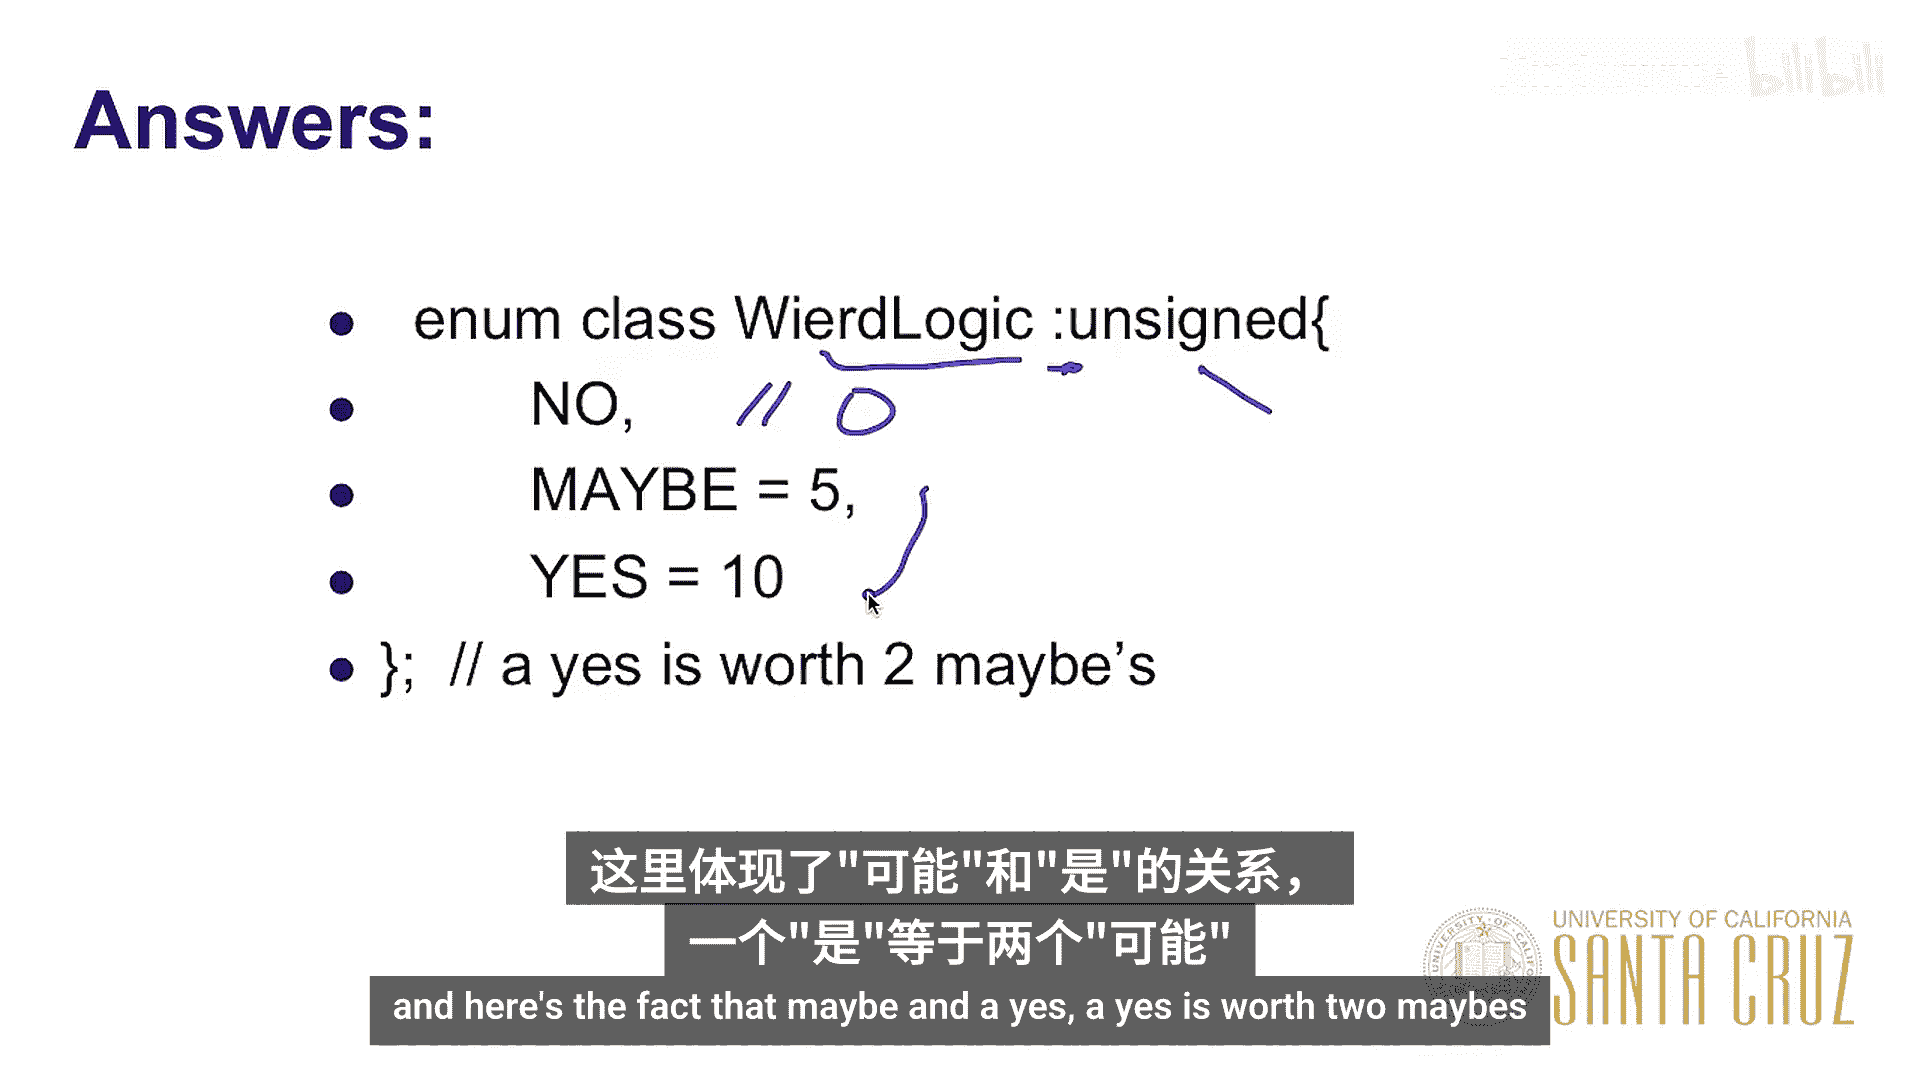 bilibili
Answers:
● enum class WierdLogic :unsigned{
● NO, // 0
● MAYBE = 5,
● YES = 10
● }; // a yes is worth 2 maybe’s
这里体现了"可能"和"是"的关系，
一个"是"等于两个"可能"
and here's the fact that maybe and a yes, a yes is worth two maybes
UNIVERSITY OF CALIFORNIA
SANTA CRUZ